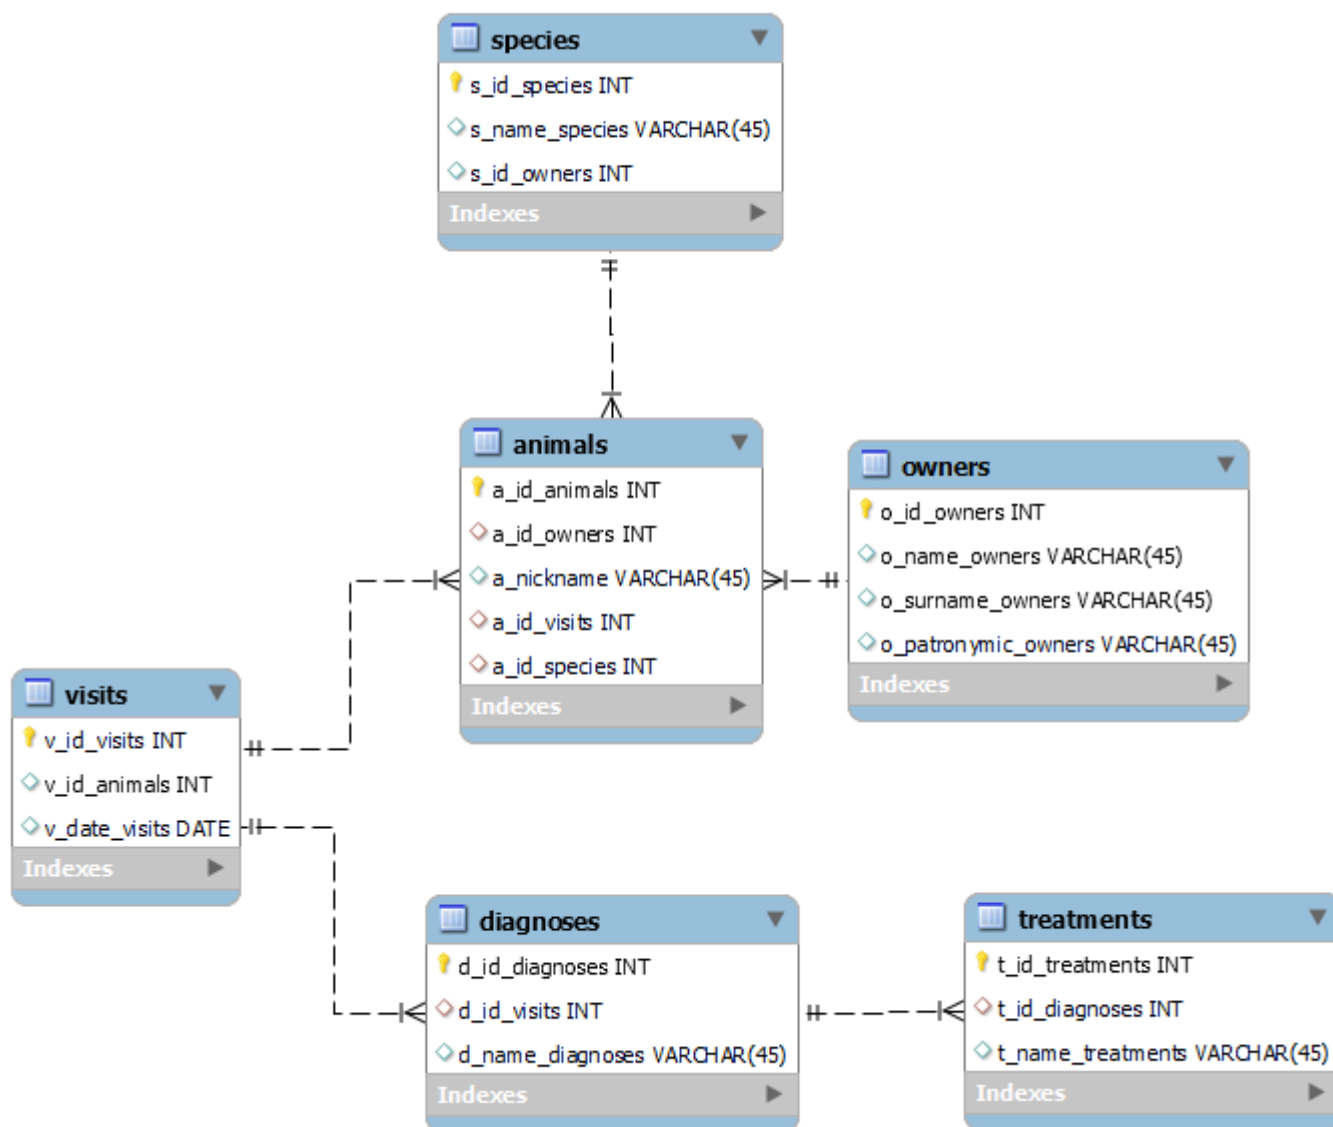 species
s_id_species INT
s_name_species VARCHAR(45)
s_id_owners INT
Indexes
animals
a_id_animals INT
a_id_owners INT
a_nickname VARCHAR(45)
a_id_visits INT
a_id_species INT
Indexes
owners
o_id_owners INT
o_name_owners VARCHAR(45)
o_surname_owners VARCHAR(45)
o_patronymic_owners VARCHAR(45)
Indexes
visits
v_id_visits INT
v_id_animals INT
v_date_visits DATE
Indexes
diagnoses
d_id_diagnoses INT
d_id_visits INT
d_name_diagnoses VARCHAR(45)
Indexes
treatments
t_id_treatments INT
t_id_diagnoses INT
t_name_treatments VARCHAR(45)
Indexes